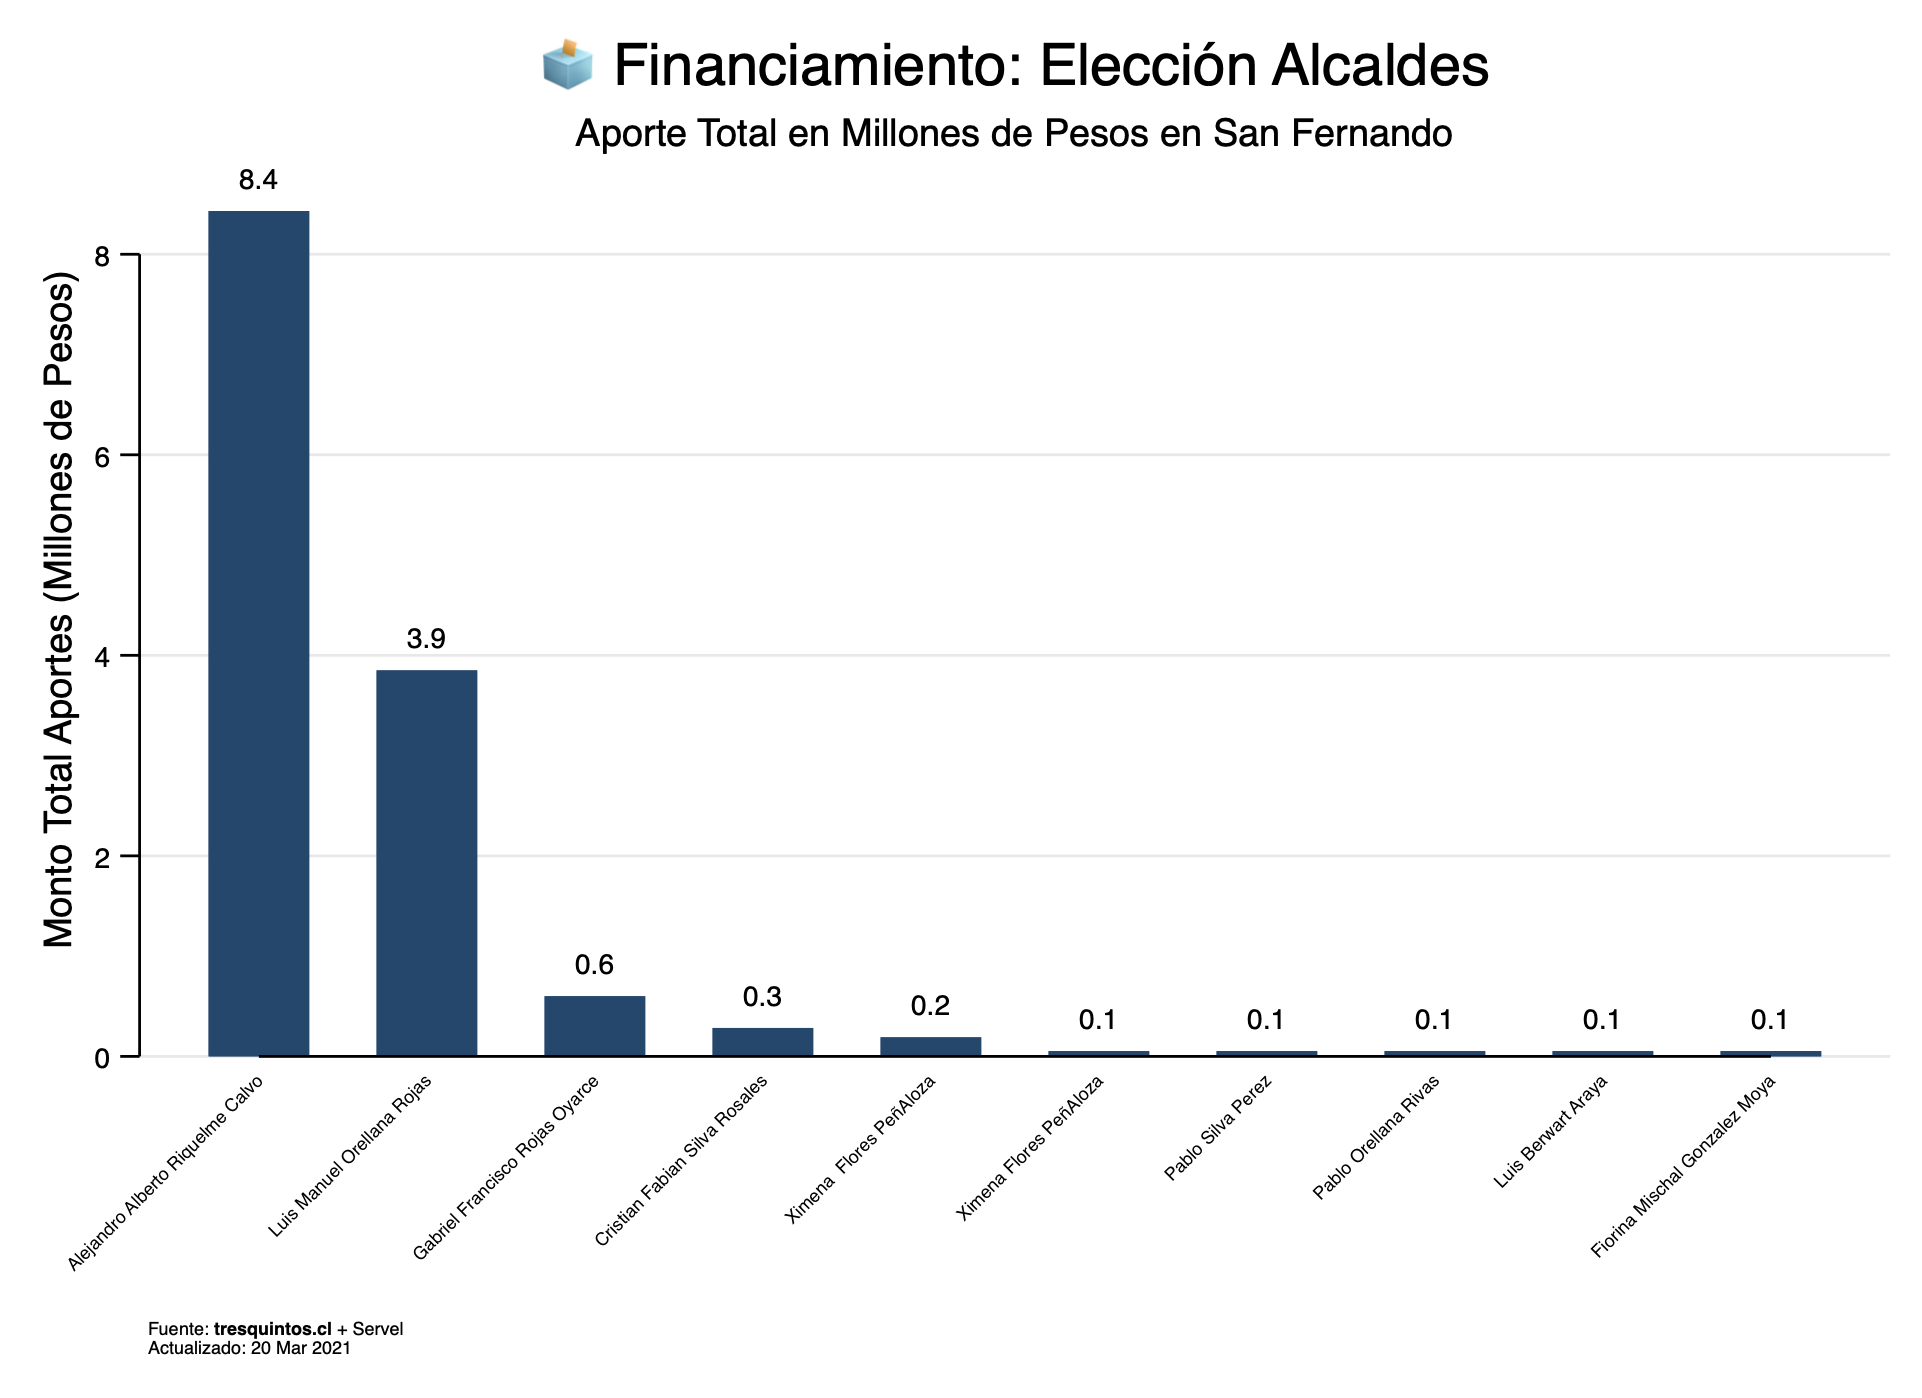 Financiamiento: Elección Alcaldes
Aporte Total en Millones de Pesos en San Fernando
Monto Total Aportes (Millones de Pesos)
8
6
4
2
0
8.4
3.9
0.6
0.3
0.2
0.1
0.1
0.1
0.1
0.1
Alejandro Alberto Riquelme Calvo
Luis Manuel Orellana Rojas
Gabriel Francisco Rojas Oyarce
Cristian Fabian Silva Rosales
Ximena  Flores PeñAloza
Ximena Flores PeñAloza
Pablo Silva Perez
Pablo Orellana Rivas
Luis Berwart Araya
Fiorina Mischal Gonzalez Moya
Fuente: tresquintos.cl + Servel
Actualizado: 20 Mar 2021